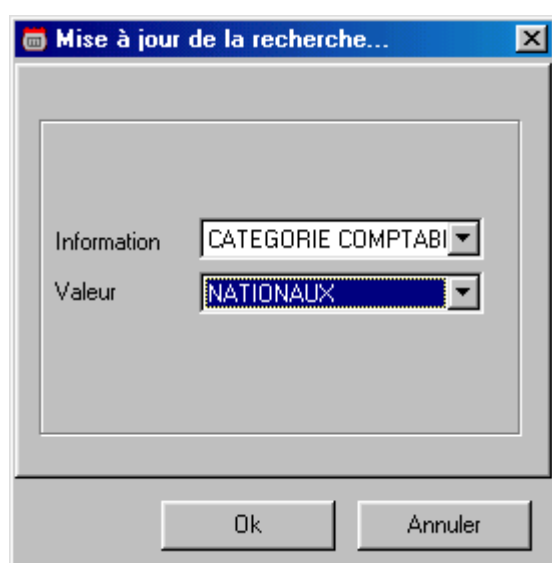 Mise à jour de la recherche...
Information CATEGORIE COMPTABI
Valeur NATIONAUX
Ok Annuler